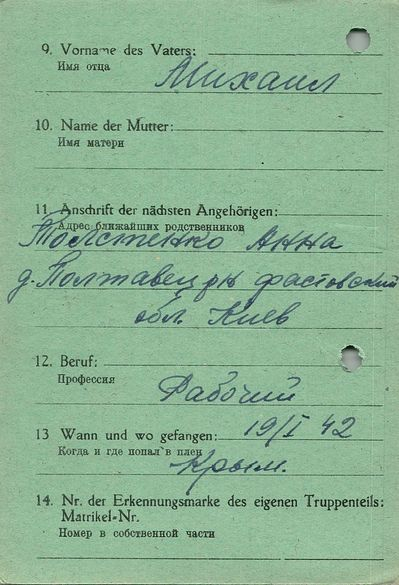 9. Vorname des Vaters:
Имя отца
Михаил
10. Name der Mutter:
Имя матери
11. Anschrift der nächsten Angehörigen:
Адрес ближайших родственников
Толстенко Анна
д. Полтавец рн фастовский
обл. Киев
12. Beruf:
Профессия
Рабочий
13 Wann und wo gefangen: 19/I 42
Когда и где попал в плен
Крым.
14. Nr. der Erkennungsmarke des eigenen Truppenteils:
Matrikel-Nr.
Номер в собственной части